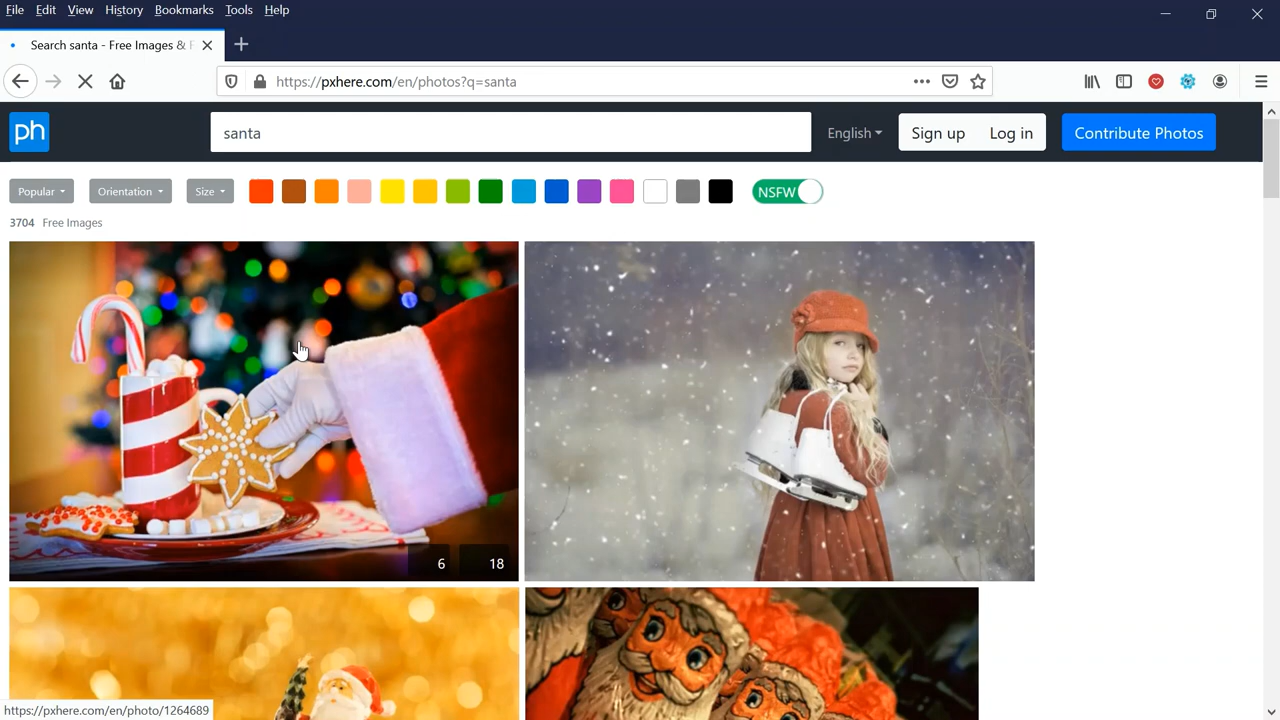 File Edit View History Bookmarks Tools Help
Search santa - Free Images & F
https://pxhere.com/en/photos?q=santa
ph santa English Sign up Log in Contribute Photos
Popular Orientation Size NSFW
3704 Free Images
6 18
https://pxhere.com/en/photo/1264689